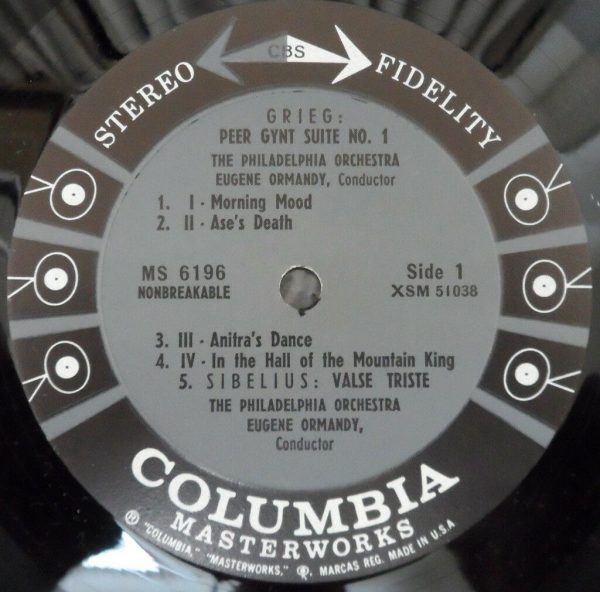 CBS
STEREO FIDELITY
GRIEG:
PEER GYNT SUITE NO. 1
THE PHILADELPHIA ORCHESTRA
EUGENE ORMANDY, Conductor
1. I - Morning Mood
2. II - Ase's Death
MS 6196
NONBREAKABLE
Side 1
XSM 51038
3. III - Anitra's Dance
4. IV - In the Hall of the Mountain King
5. SIBELIUS: VALSE TRISTE
THE PHILADELPHIA ORCHESTRA
EUGENE ORMANDY,
Conductor
COLUMBIA
MASTERWORKS
® "COLUMBIA," "MASTERWORKS," MARCAS REG. MADE IN U.S.A